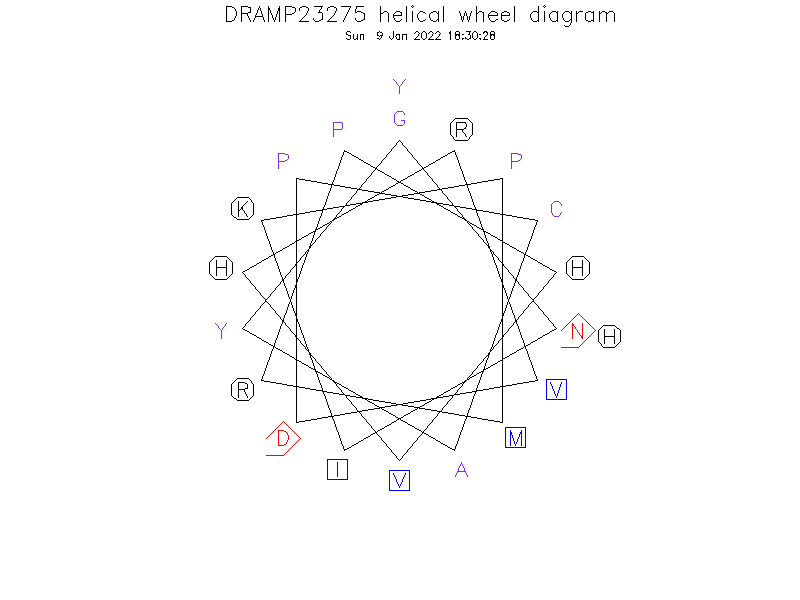 DRAMP23275 helical wheel diagram
Sun 9 Jan 2022 18:30:28
Y
P G R
P P
K C
H H
Y N H
R V
D M
I V A